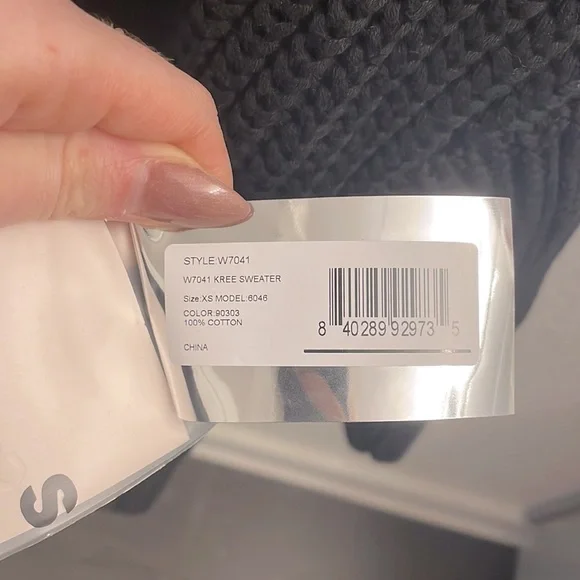 STYLE:W7041
W7041 KREE SWEATER
Size:XS MODEL:6046
COLOR:90303
100% COTTON
CHINA
8 40289 92973 5
S